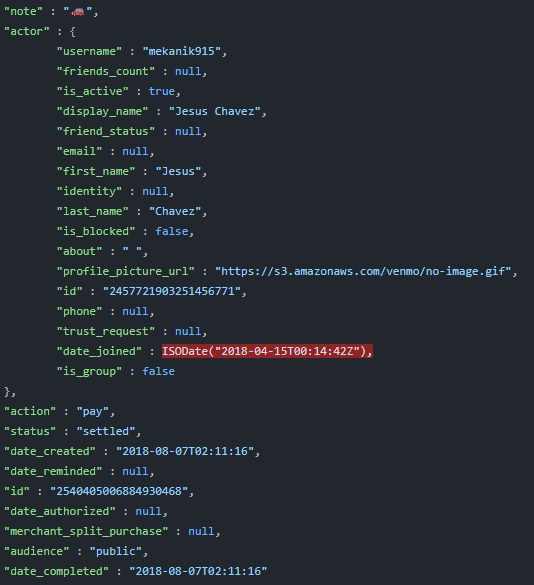 "note" : "🚗",
"actor" : {
"username" : "mekanik915",
"friends_count" : null,
"is_active" : true,
"display_name" : "Jesus Chavez",
"friend_status" : null,
"email" : null,
"first_name" : "Jesus",
"identity" : null,
"last_name" : "Chavez",
"is_blocked" : false,
"about" : " ",
"profile_picture_url" : "https://s3.amazonaws.com/venmo/no-image.gif",
"id" : "2457721903251456771",
"phone" : null,
"trust_request" : null,
"date_joined" : ISODate("2018-04-15T00:14:42Z"),
"is_group" : false
},
"action" : "pay",
"status" : "settled",
"date_created" : "2018-08-07T02:11:16",
"date_reminded" : null,
"id" : "2540405006884930468",
"date_authorized" : null,
"merchant_split_purchase" : null,
"audience" : "public",
"date_completed" : "2018-08-07T02:11:16"